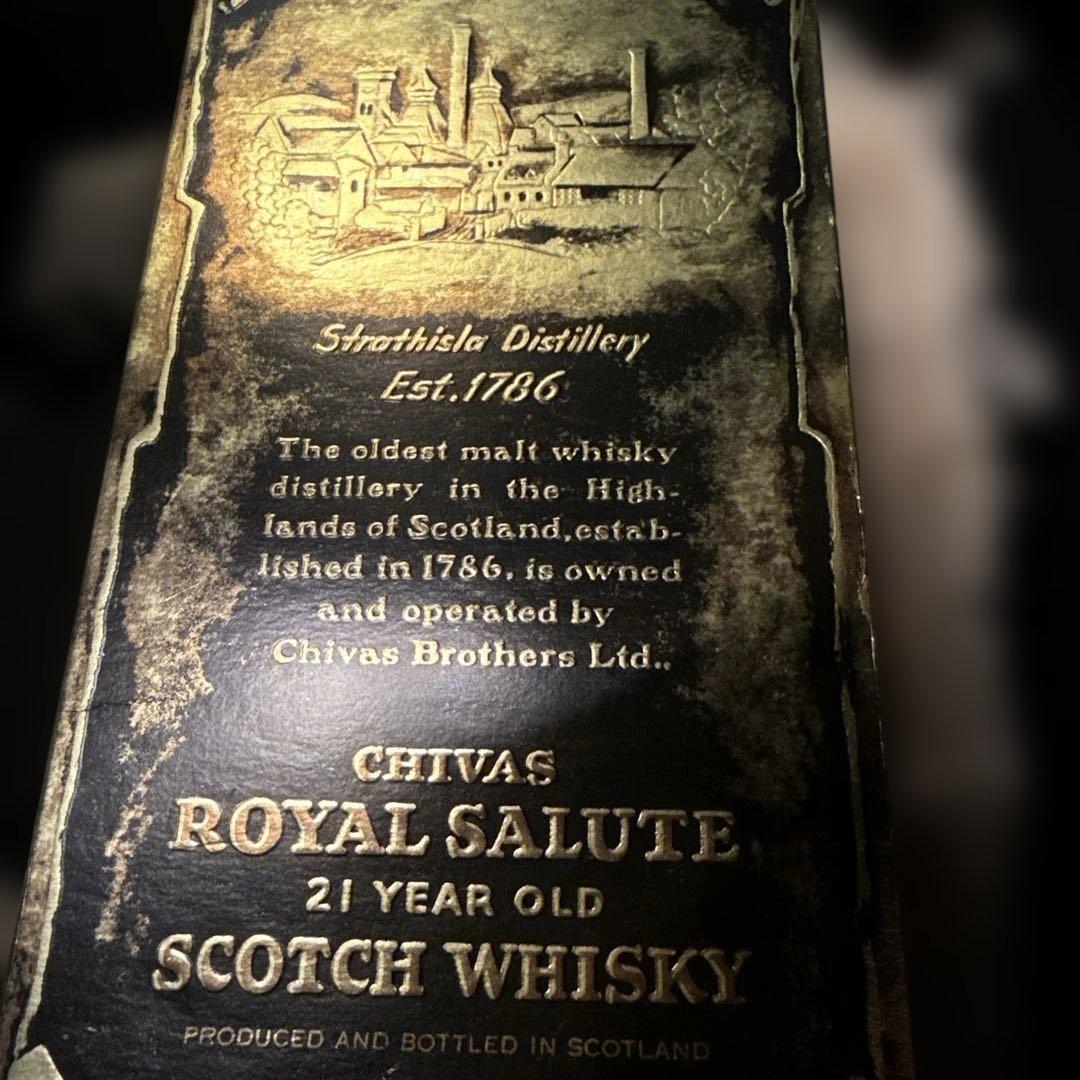 Strathisla Distillery
Est.1786
The oldest malt whisky
distillery in the High-
lands of Scotland,estab-
lished in 1786, is owned
and operated by
Chivas Brothers Ltd..
CHIVAS
ROYAL SALUTE
21 YEAR OLD
SCOTCH WHISKY
PRODUCED AND BOTTLED IN SCOTLAND